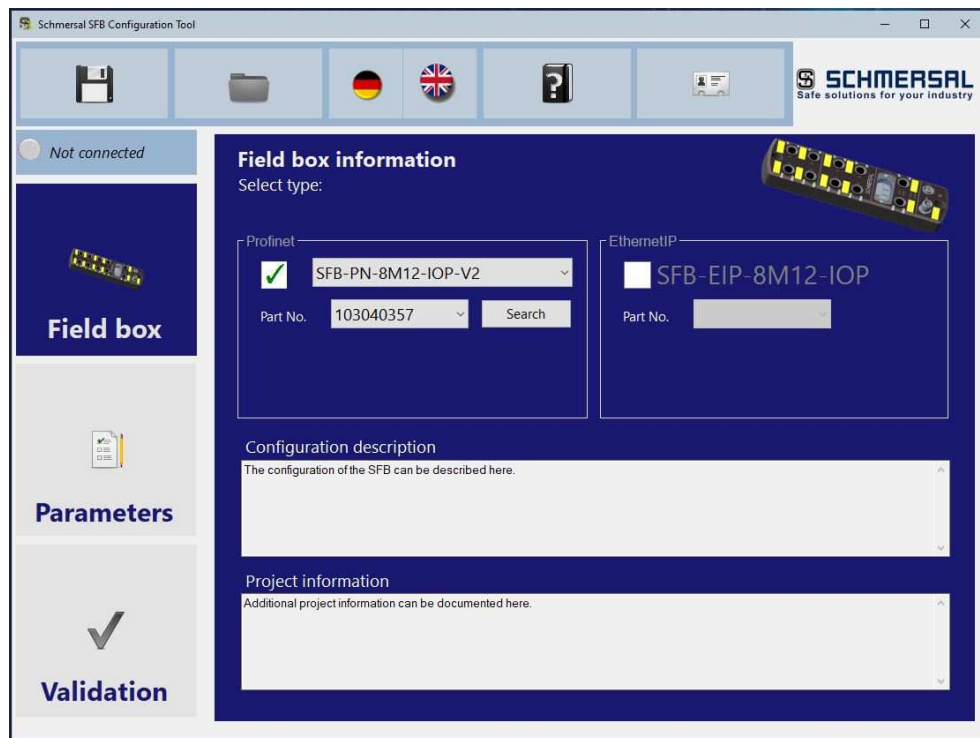 Schmersal SFB Configuration Tool
SCHMERSAL
Safe solutions for your industry
Not connected
Field box
Parameters
Validation
Field box information
Select type:
Profinet
SFB-PN-8M12-IOP-V2
Part No. 103040357 Search
EthernetIP
SFB-EIP-8M12-IOP
Part No.
Configuration description
The configuration of the SFB can be described here.
Project information
Additional project information can be documented here.